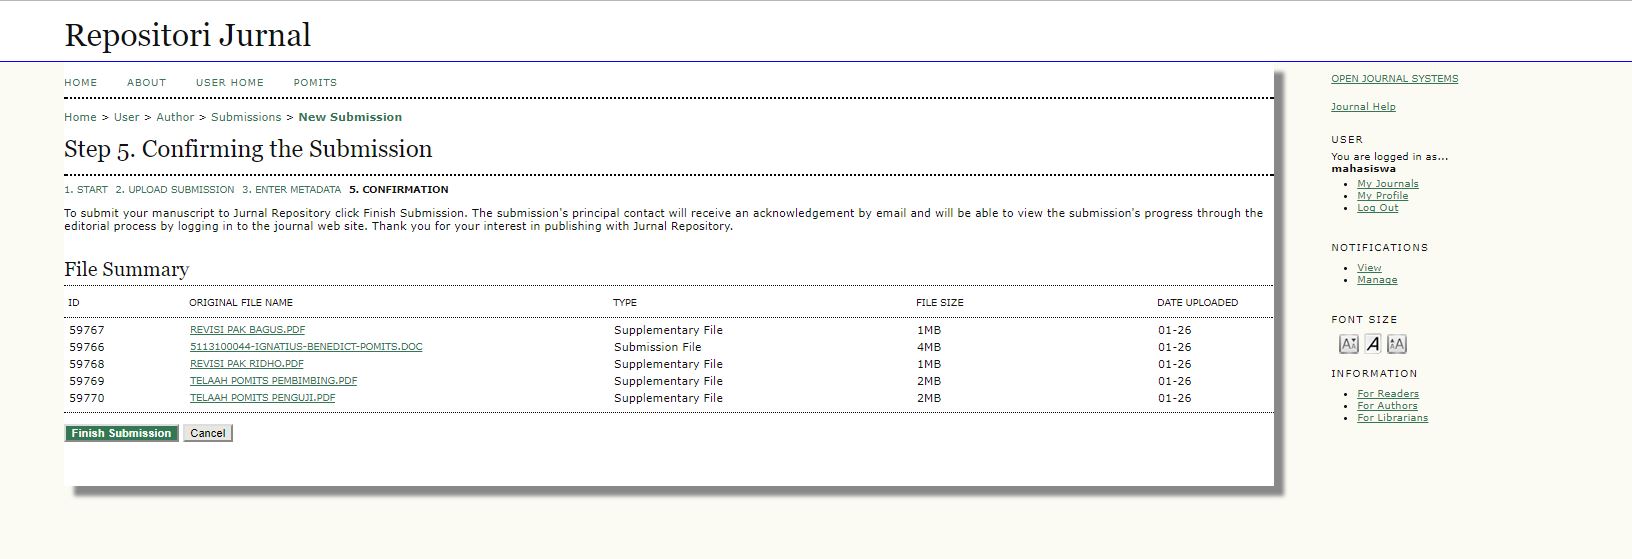 Repositori Jurnal
HOME ABOUT USER HOME POMITS
Home > User > Author > Submissions > New Submission
Step 5. Confirming the Submission
1. START 2. UPLOAD SUBMISSION 3. ENTER METADATA 5. CONFIRMATION
To submit your manuscript to Jurnal Repository click Finish Submission. The submission's principal contact will receive an acknowledgement by email and will be able to view the submission's progress through the
editorial process by logging in to the journal web site. Thank you for your interest in publishing with Jurnal Repository.
File Summary
ID ORIGINAL FILE NAME TYPE FILE SIZE DATE UPLOADED
59767 REVISI PAK BAGUS.PDF Supplementary File 1MB 01-26
59766 5113100044-IGNATIUS-BENEDICT-POMITS.DOC Submission File 4MB 01-26
59768 REVISI PAK RIDHO.PDF Supplementary File 1MB 01-26
59769 TELAAH POMITS PEMBIMBING.PDF Supplementary File 2MB 01-26
59770 TELAAH POMITS PENGUJI.PDF Supplementary File 2MB 01-26
Finish Submission Cancel
OPEN JOURNAL SYSTEMS
Journal Help
USER
You are logged in as...
mahasiswa
My Journals
My Profile
Log Out
NOTIFICATIONS
View
Manage
FONT SIZE
A A A
INFORMATION
For Readers
For Authors
For Librarians